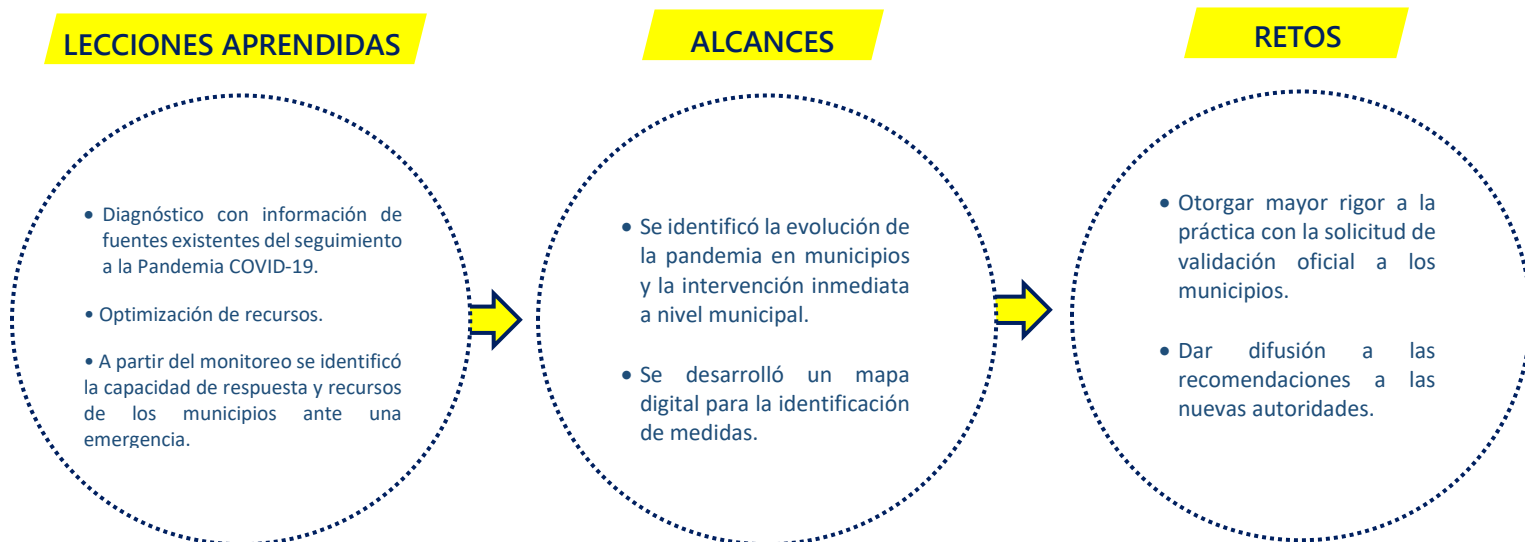 LECCIONES APRENDIDAS
• Diagnóstico con información de
fuentes existentes del seguimiento
a la Pandemia COVID-19.
• Optimización de recursos.
• A partir del monitoreo se identificó
la capacidad de respuesta y recursos
de los municipios ante una
emergencia.
ALCANCES
• Se identificó la evolución de
la pandemia en municipios
y la intervención inmediata
a nivel municipal.
• Se desarrolló un mapa
digital para la identificación
de medidas.
RETOS
• Otorgar mayor rigor a la
práctica con la solicitud de
validación oficial a los
municipios.
• Dar difusión a las
recomendaciones a las
nuevas autoridades.